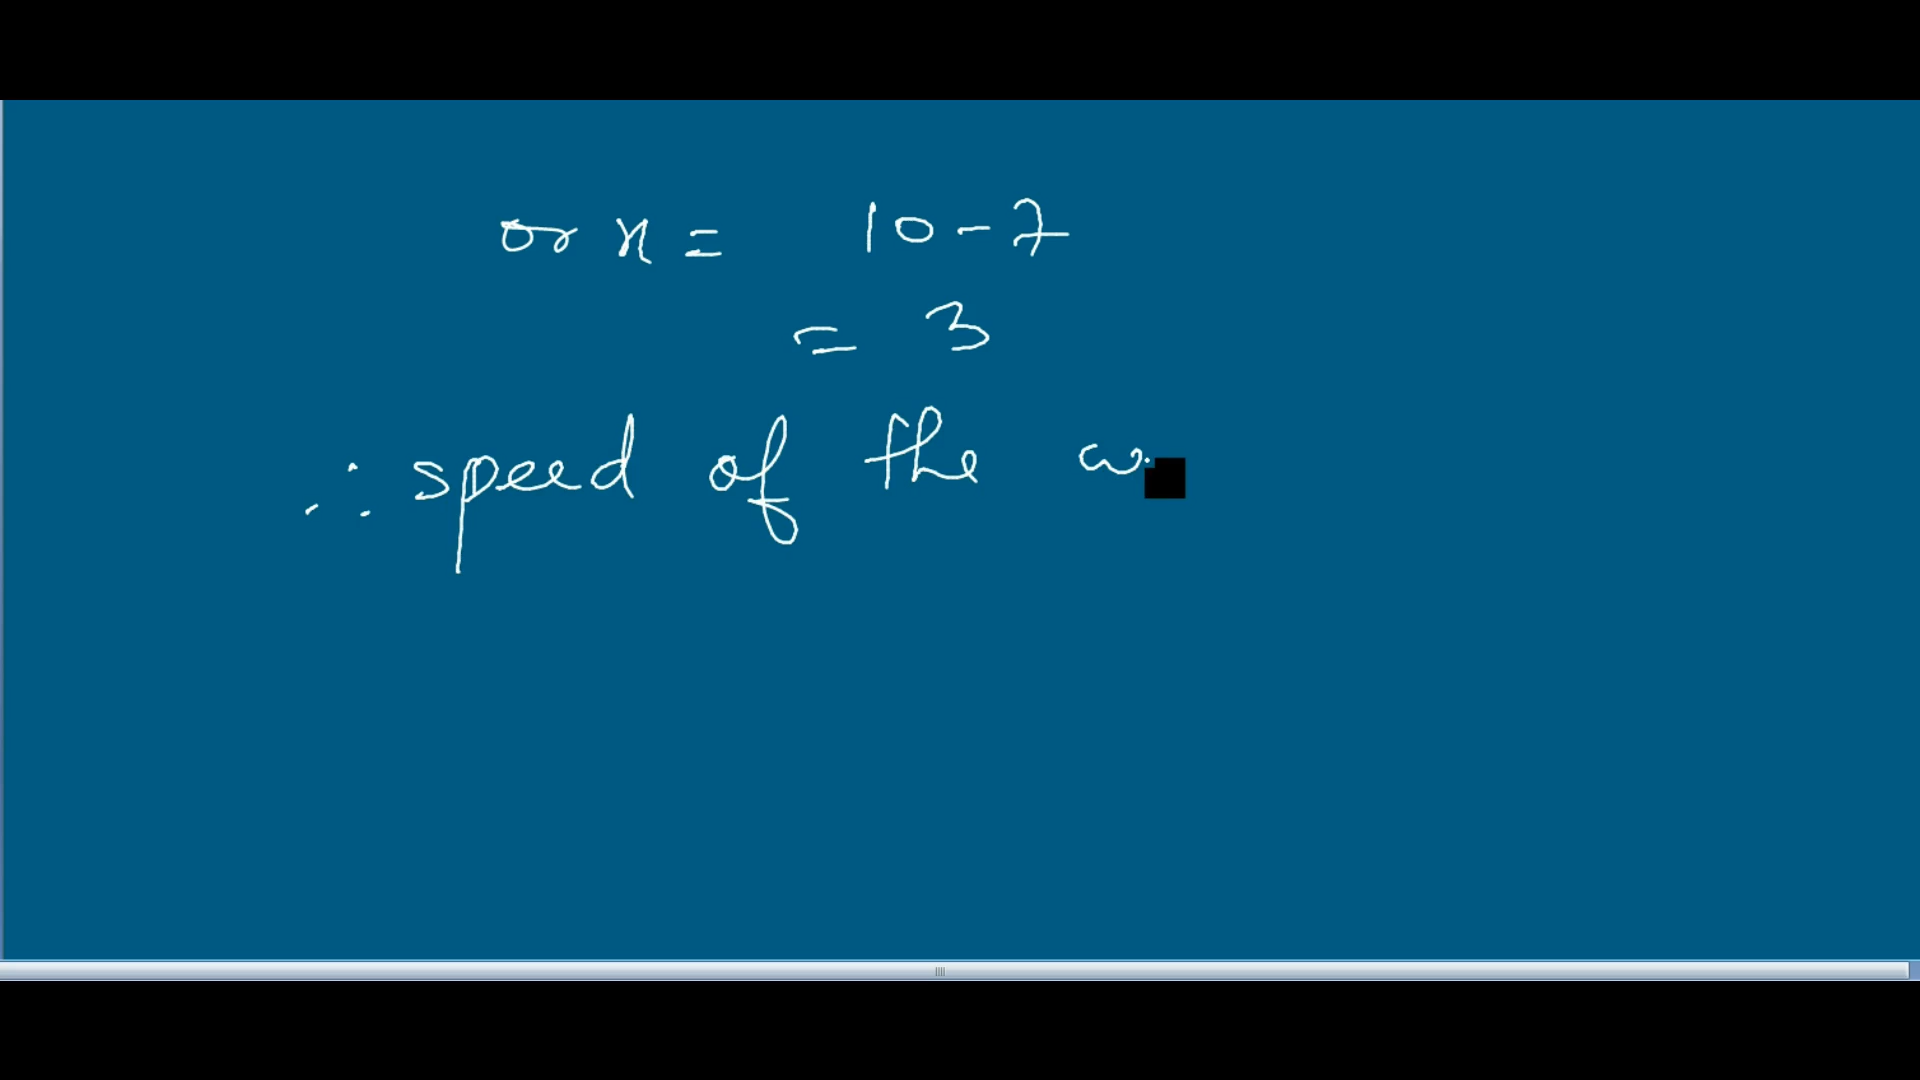 or x = 10 - 7
= 3
∴ speed of the w